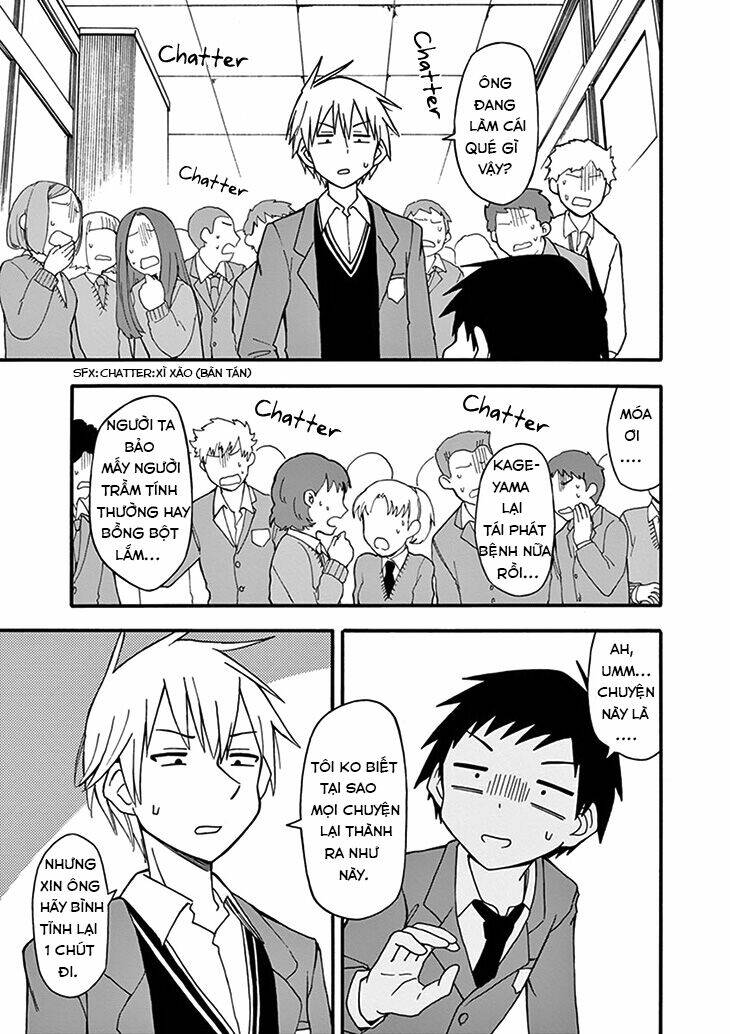 Chatter
Chatter
ÔNG
ĐANG
LÀM CÁI
QUÉ GÌ
VẬY?
Chatter
SFX: CHATTER: XÌ XÀO (BÀN TÁN)
MÓA
ƠI
....
Chatter
KAGE-
YAMA
LẠI
TÁI PHÁT
BỆNH NỮA
RỒI...
Chatter
NGƯỜI TA
BẢO
MẤY NGƯỜI
TRẦM TÍNH
THƯỜNG HAY
BỒNG BỘT
LẮM...
AH,
UMM...
CHUYỆN
NÀY LÀ
....
TÔI KO BIẾT
TẠI SAO
MỌI CHUYỆN
LẠI THÀNH
RA NHƯ
NÀY.
NHƯNG
XIN ÔNG
HÃY BÌNH
TĨNH LẠI
1 CHÚT
ĐI.